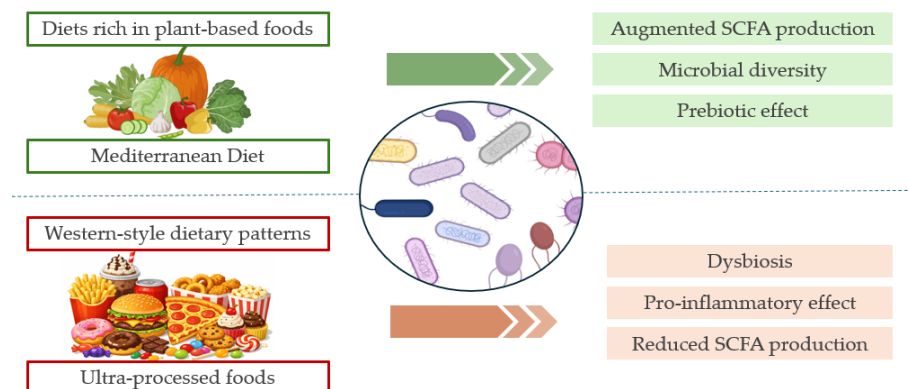 Diets rich in plant-based foods
Mediterranean Diet
Augmented SCFA production
Microbial diversity
Prebiotic effect
Western-style dietary patterns
Ultra-processed foods
Dysbiosis
Pro-inflammatory effect
Reduced SCFA production